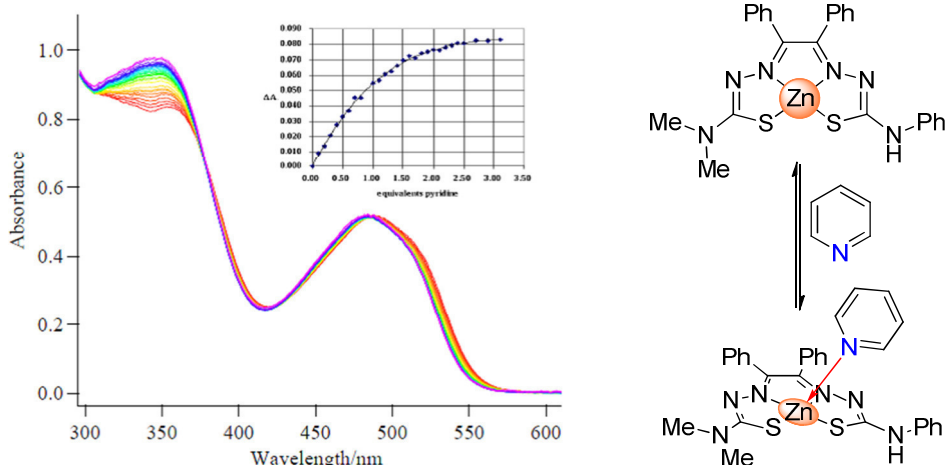 1.0
0.8
0.6
0.4
0.2
0.0
Absorbance
300 350 400 450 500 550 600
Wavelength/nm
0.090
0.080
0.070
0.060
0.050
0.040
0.030
0.020
0.010
0.000
ΔA
0.00 0.50 1.00 1.50 2.00 2.50 3.00 3.50
equivalents pyridine
Ph Ph
N N N N
Zn
Me N S S N Ph
Me H
N
N
Ph Ph
N N N N
Zn
Me N S S N Ph
Me H